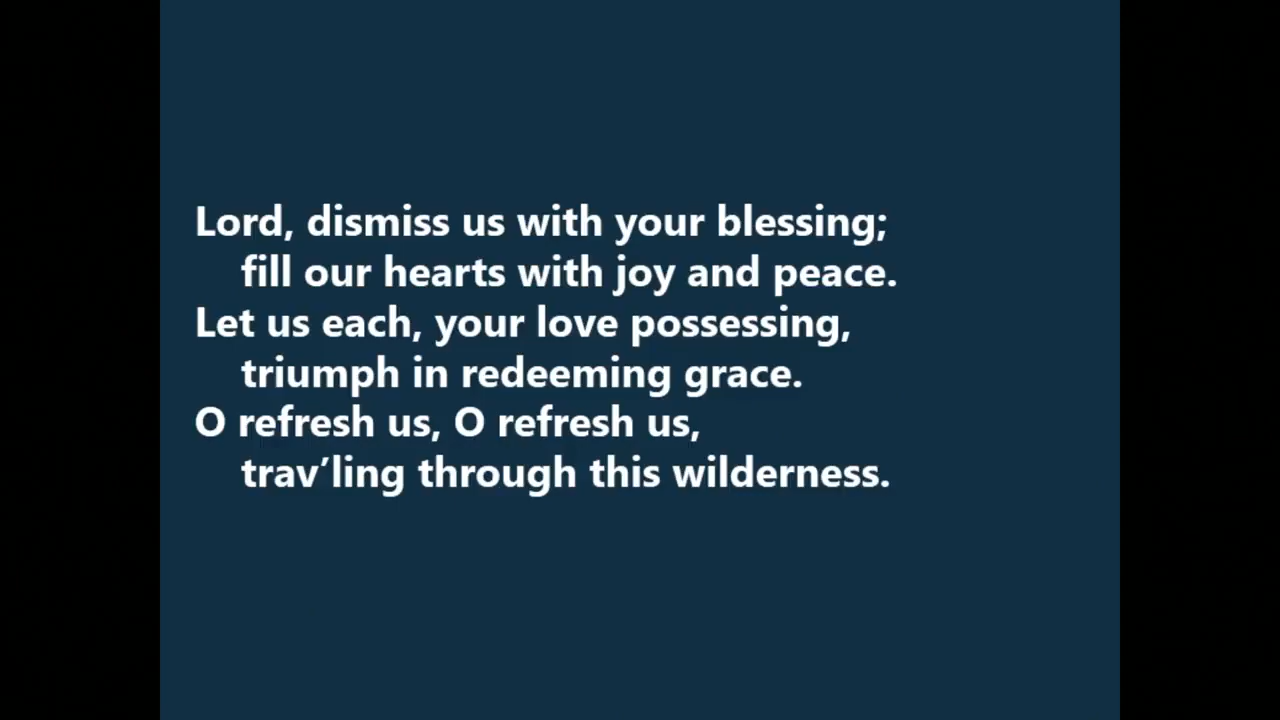 Lord, dismiss us with your blessing;
fill our hearts with joy and peace.
Let us each, your love possessing,
triumph in redeeming grace.
O refresh us, O refresh us,
trav’ling through this wilderness.